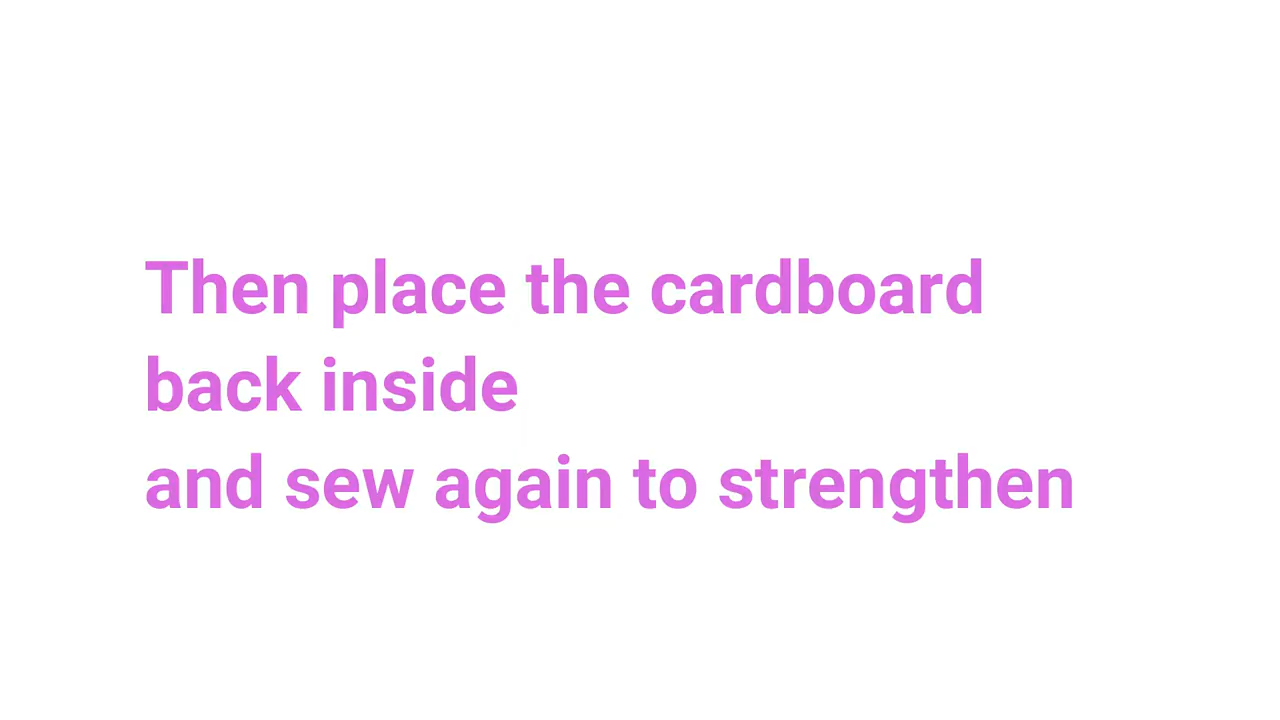 Then place the cardboard
back inside
and sew again to strengthen